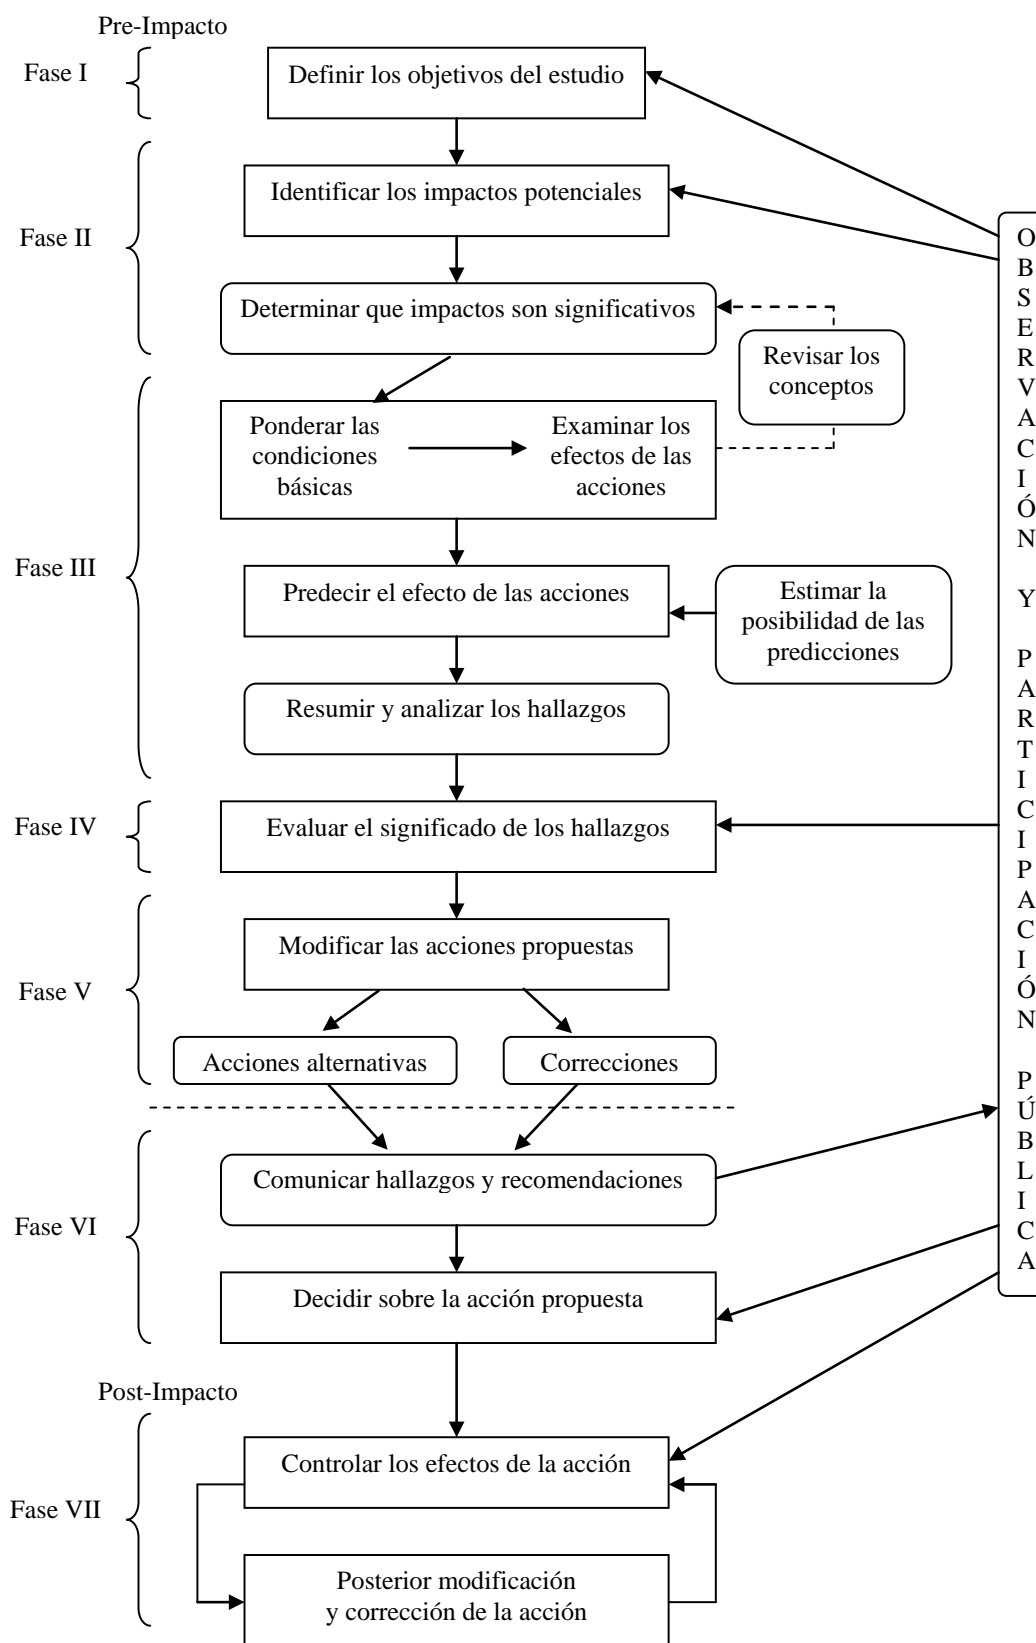 Pre-Impacto
Fase I
Definir los objetivos del estudio
Fase II
Identificar los impactos potenciales
Determinar que impactos son significativos
Revisar los
conceptos
Fase III
Ponderar las
condiciones
básicas
Examinar los
efectos de las
acciones
Predecir el efecto de las acciones
Estimar la
posibilidad de las
predicciones
Resumir y analizar los hallazgos
Fase IV
Evaluar el significado de los hallazgos
Fase V
Modificar las acciones propuestas
Acciones alternativas
Correcciones
Fase VI
Comunicar hallazgos y recomendaciones
Decidir sobre la acción propuesta
Post-Impacto
Fase VII
Controlar los efectos de la acción
Posterior modificación
y corrección de la acción
OBSERVACIÓN Y PARTICIPACIÓN PÚBLICA